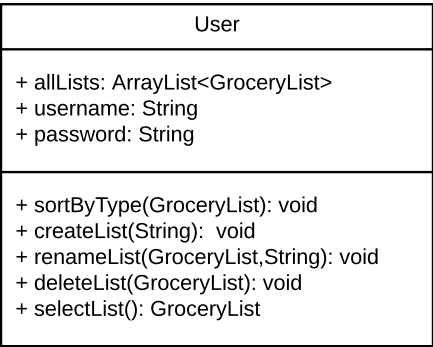 User
+ allLists: ArrayList<GroceryList>
+ username: String
+ password: String
+ sortByType(GroceryList): void
+ createList(String):  void
+ renameList(GroceryList,String): void
+ deleteList(GroceryList): void
+ selectList(): GroceryList